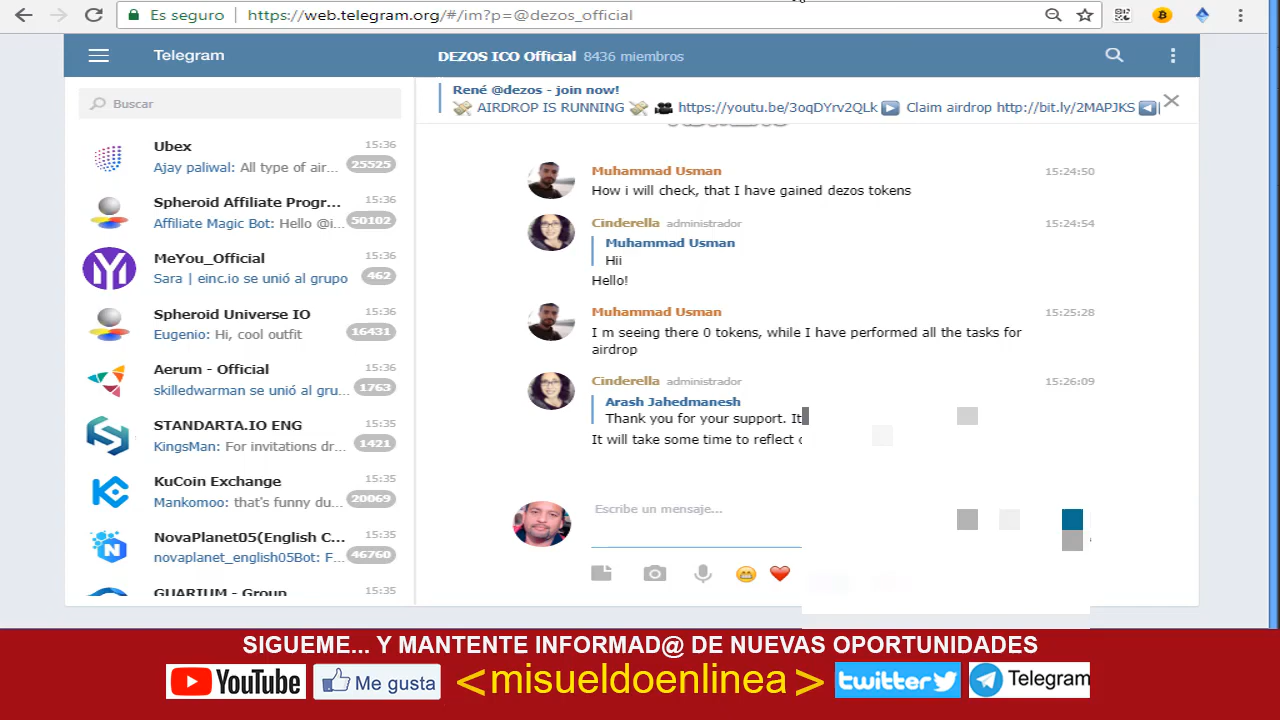 Es seguro | https://web.telegram.org/#/im?p=@dezos_official
Telegram
DEZOS ICO Official 8436 miembros
Buscar
René @dezos - join now!
AIRDROP IS RUNNING https://youtu.be/3oqDYrv2QLk Claim airdrop http://bit.ly/2MAPJKS
Ubex 15:36
Ajay paliwal: All type of air... 25525
Spheroid Affiliate Progr... 15:36
Affiliate Magic Bot: Hello @i... 50102
MeYou_Official 15:36
Sara | einc.io se unió al grupo 462
Spheroid Universe IO 15:36
Eugenio: Hi, cool outfit 16431
Aerum - Official 15:36
skilledwarman se unió al gru... 1763
STANDARTA.IO ENG 15:35
KingsMan: For invitations dr... 1421
KuCoin Exchange 15:35
Mankomoo: that's funny du... 20069
NovaPlanet05(English C... 15:35
novaplanet_english05Bot: F... 46760
GUARIUM - Group 15:35
Muhammad Usman 15:24:50
How i will check, that I have gained dezos tokens
Cinderella administrador 15:24:54
Muhammad Usman
Hii
Hello!
Muhammad Usman 15:25:28
I m seeing there 0 tokens, while I have performed all the tasks for
airdrop
Cinderella administrador 15:26:09
Arash Jahedmanesh
Thank you for your support. It
It will take some time to reflect
Escribe un mensaje...
SIGUEME... Y MANTENTE INFORMAD@ DE NUEVAS OPORTUNIDADES
YouTube Me gusta <misueldoenlinea> twitter Telegram